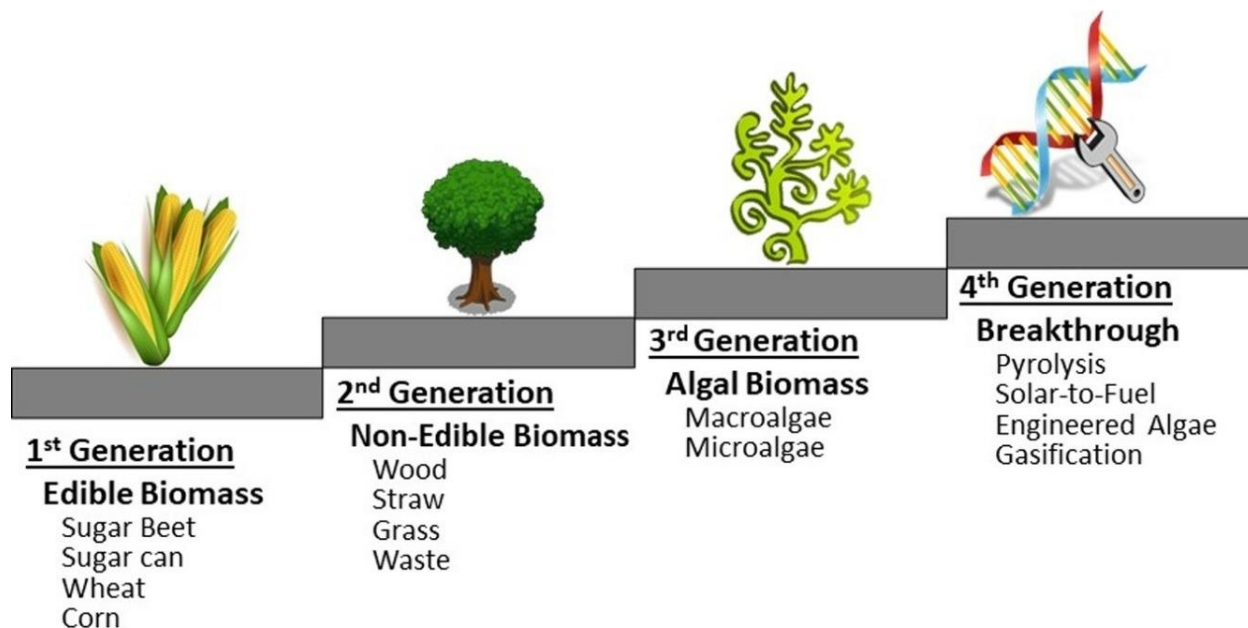 1st Generation
Edible Biomass
Sugar Beet
Sugar can
Wheat
Corn
2nd Generation
Non-Edible Biomass
Wood
Straw
Grass
Waste
3rd Generation
Algal Biomass
Macroalgae
Microalgae
4th Generation
Breakthrough
Pyrolysis
Solar-to-Fuel
Engineered Algae
Gasification